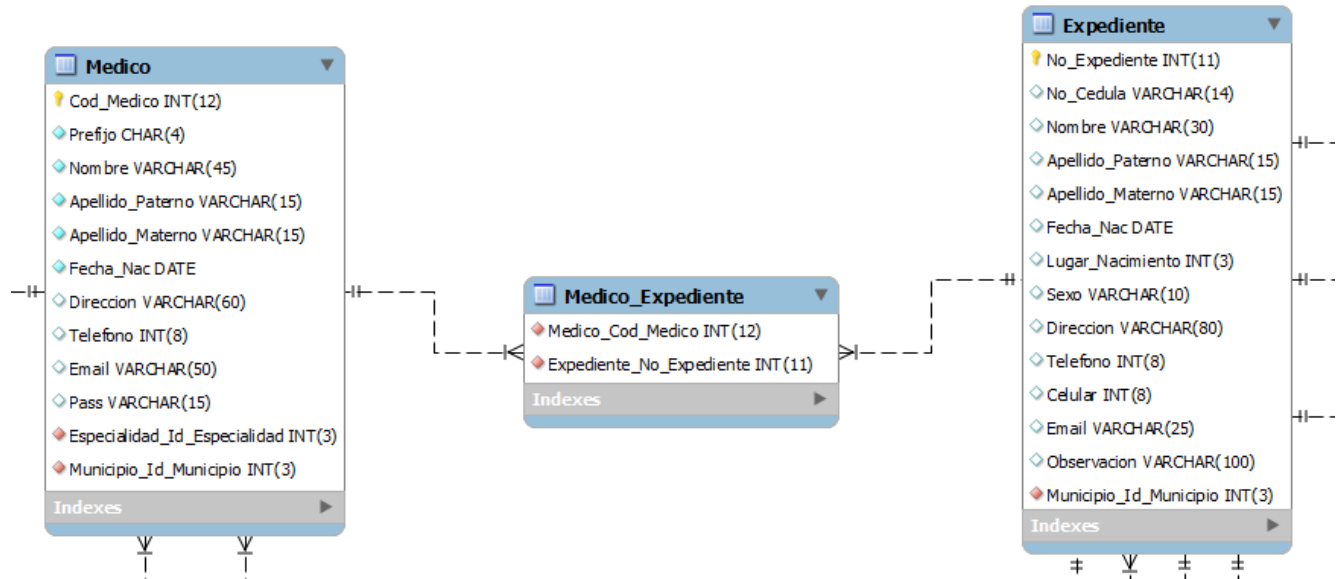 Medico
Cod_Medico INT(12)
Prefijo CHAR(4)
Nombre VARCHAR(45)
Apellido_Paterno VARCHAR(15)
Apellido_Materno VARCHAR(15)
Fecha_Nac DATE
Direccion VARCHAR(60)
Telefono INT(8)
Email VARCHAR(50)
Pass VARCHAR(15)
Especialidad_Id_Especialidad INT(3)
Municipio_Id_Municipio INT(3)
Indexes
Medico_Expediente
Medico_Cod_Medico INT(12)
Expediente_No_Expediente INT(11)
Indexes
Expediente
No_Expediente INT(11)
No_Cedula VARCHAR(14)
Nombre VARCHAR(30)
Apellido_Paterno VARCHAR(15)
Apellido_Materno VARCHAR(15)
Fecha_Nac DATE
Lugar_Nacimiento INT(3)
Sexo VARCHAR(10)
Direccion VARCHAR(80)
Telefono INT(8)
Celular INT(8)
Email VARCHAR(25)
Observacion VARCHAR(100)
Municipio_Id_Municipio INT(3)
Indexes